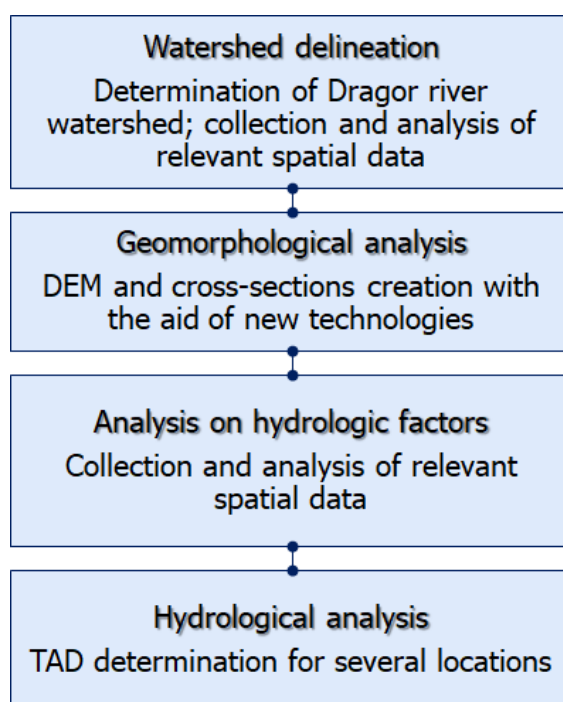 Watershed delineation
Determination of Dragor river
watershed; collection and analysis of
relevant spatial data
Geomorphological analysis
DEM and cross-sections creation with
the aid of new technologies
Analysis on hydrologic factors
Collection and analysis of relevant
spatial data
Hydrological analysis
TAD determination for several locations